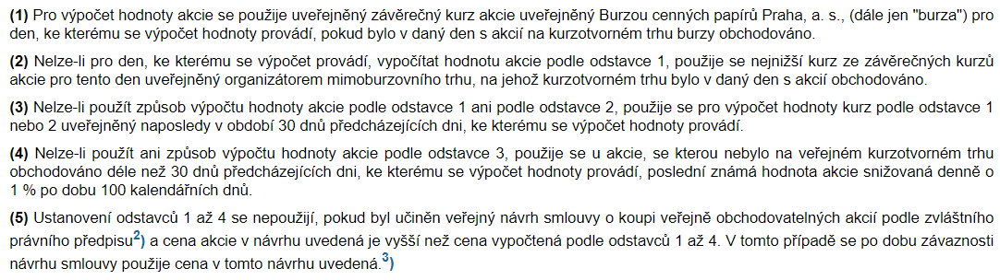 (1) Pro výpočet hodnoty akcie se použije uveřejněný závěrečný kurz akcie uveřejněný Burzou cenných papírů Praha, a. s., (dále jen "burza") pro
den, ke kterému se výpočet hodnoty provádí, pokud bylo v daný den s akcií na kurzotvorném trhu burzy obchodováno.
(2) Nelze-li pro den, ke kterému se výpočet provádí, vypočítat hodnotu akcie podle odstavce 1, použije se nejnižší kurz ze závěrečných kurzů
akcie pro tento den uveřejněný organizátorem mimoburzovního trhu, na jehož kurzotvorném trhu bylo v daný den s akcií obchodováno.
(3) Nelze-li použít způsob výpočtu hodnoty akcie podle odstavce 1 ani podle odstavce 2, použije se pro výpočet hodnoty kurz podle odstavce 1
nebo 2 uveřejněný naposledy v období 30 dnů předcházejících dni, ke kterému se výpočet hodnoty provádí.
(4) Nelze-li použít ani způsob výpočtu hodnoty akcie podle odstavce 3, použije se u akcie, se kterou nebylo na veřejném kurzotvorném trhu
obchodováno déle než 30 dnů předcházejících dni, ke kterému se výpočet hodnoty provádí, poslední známá hodnota akcie snižovaná denně o
1 % po dobu 100 kalendářních dnů.
(5) Ustanovení odstavců 1 až 4 se nepoužijí, pokud byl učiněn veřejný návrh smlouvy o koupi veřejně obchodovatelných akcií podle zvláštního
právního předpisu2) a cena akcie v návrhu uvedená je vyšší než cena vypočtená podle odstavců 1 až 4. V tomto případě se po dobu závaznosti
návrhu smlouvy použije cena v tomto návrhu uvedená.3)